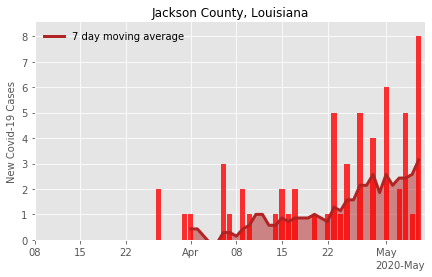 Jackson County, Louisiana
7 day moving average
New Covid-19 Cases
8
7
6
5
4
3
2
1
0
08 15 22 Apr 08 15 22 May
2020-May